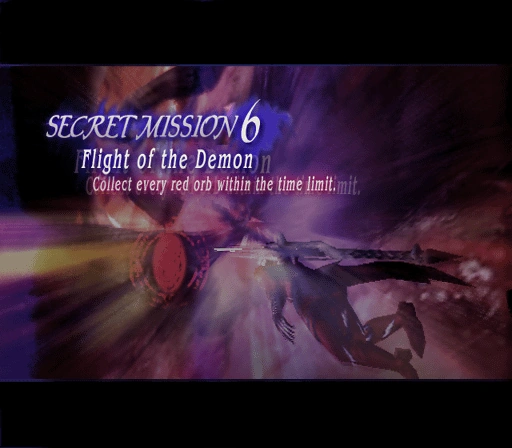 SECRET MISSION 6
Flight of the Demon
Collect every red orb within the time limit.